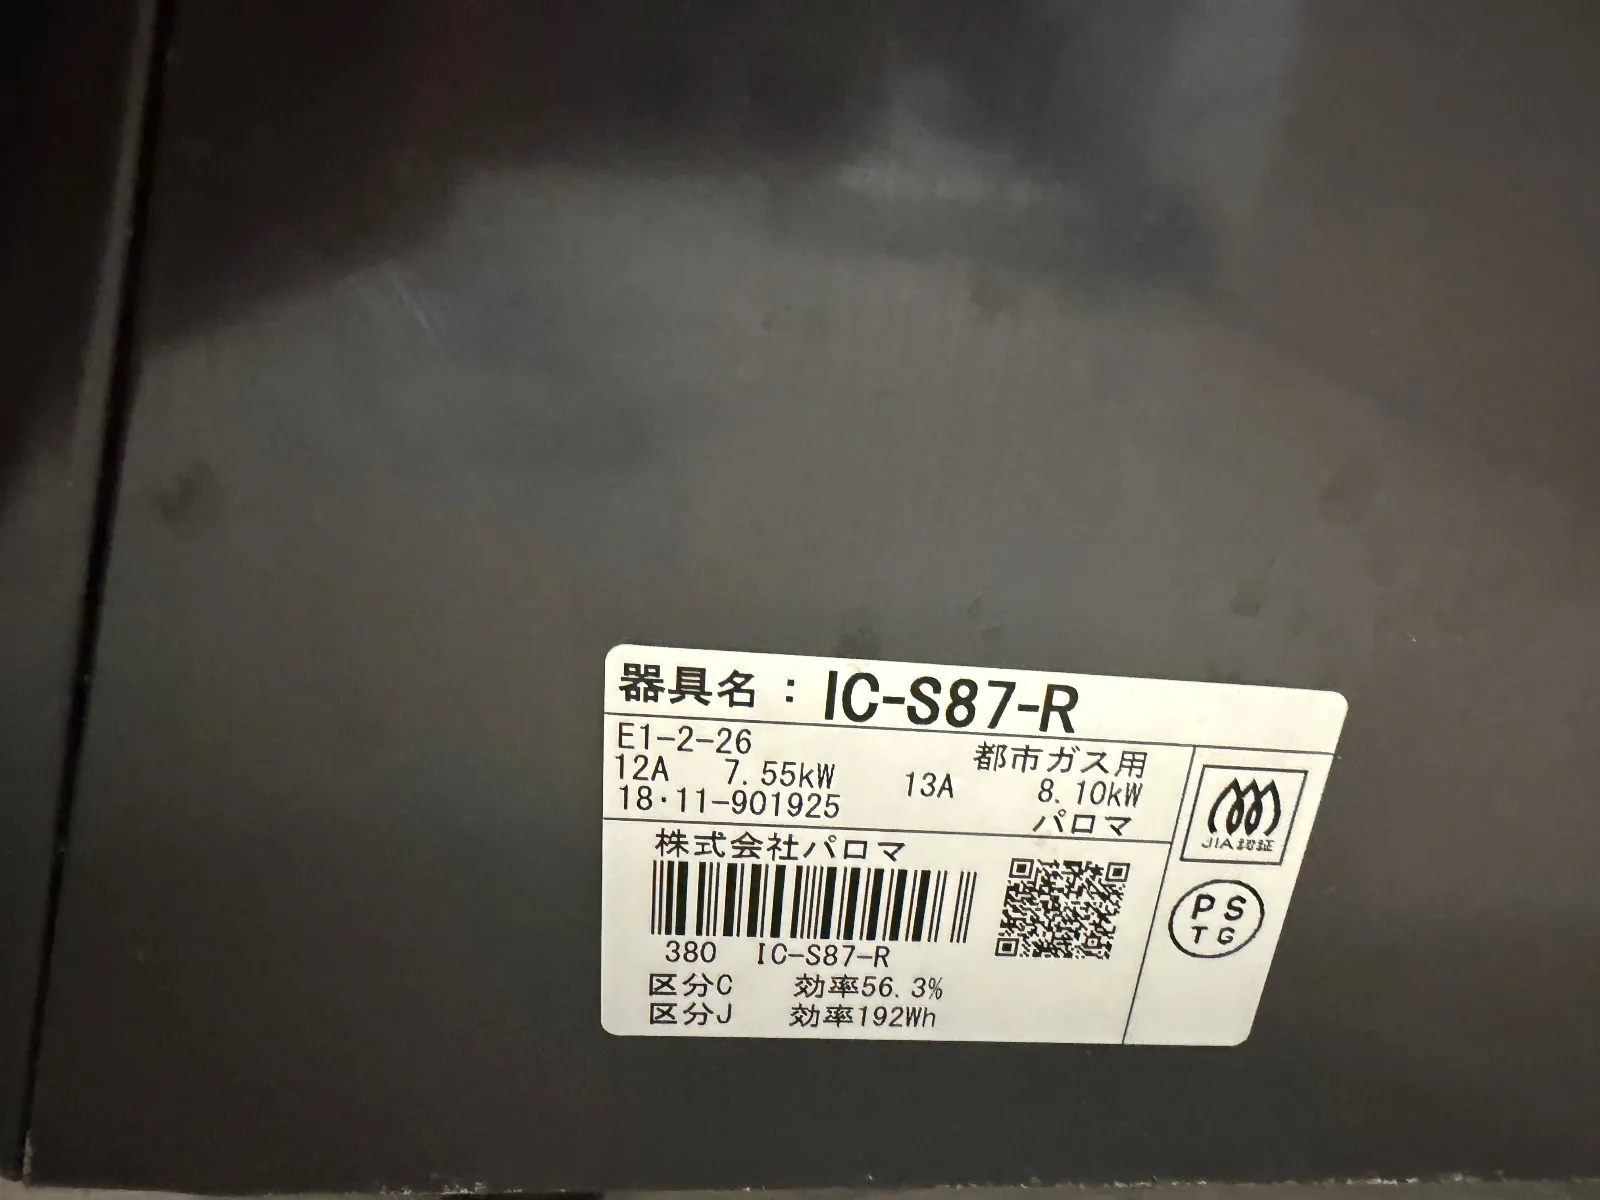 器具名：IC-S87-R
E1-2-26 都市ガス用
12A 7.55kW 13A 8.10kW
18・11-901925 パロマ
JIA認証
株式会社パロマ
PS
TG
380 IC-S87-R
区分C 効率56.3%
区分J 効率192Wh